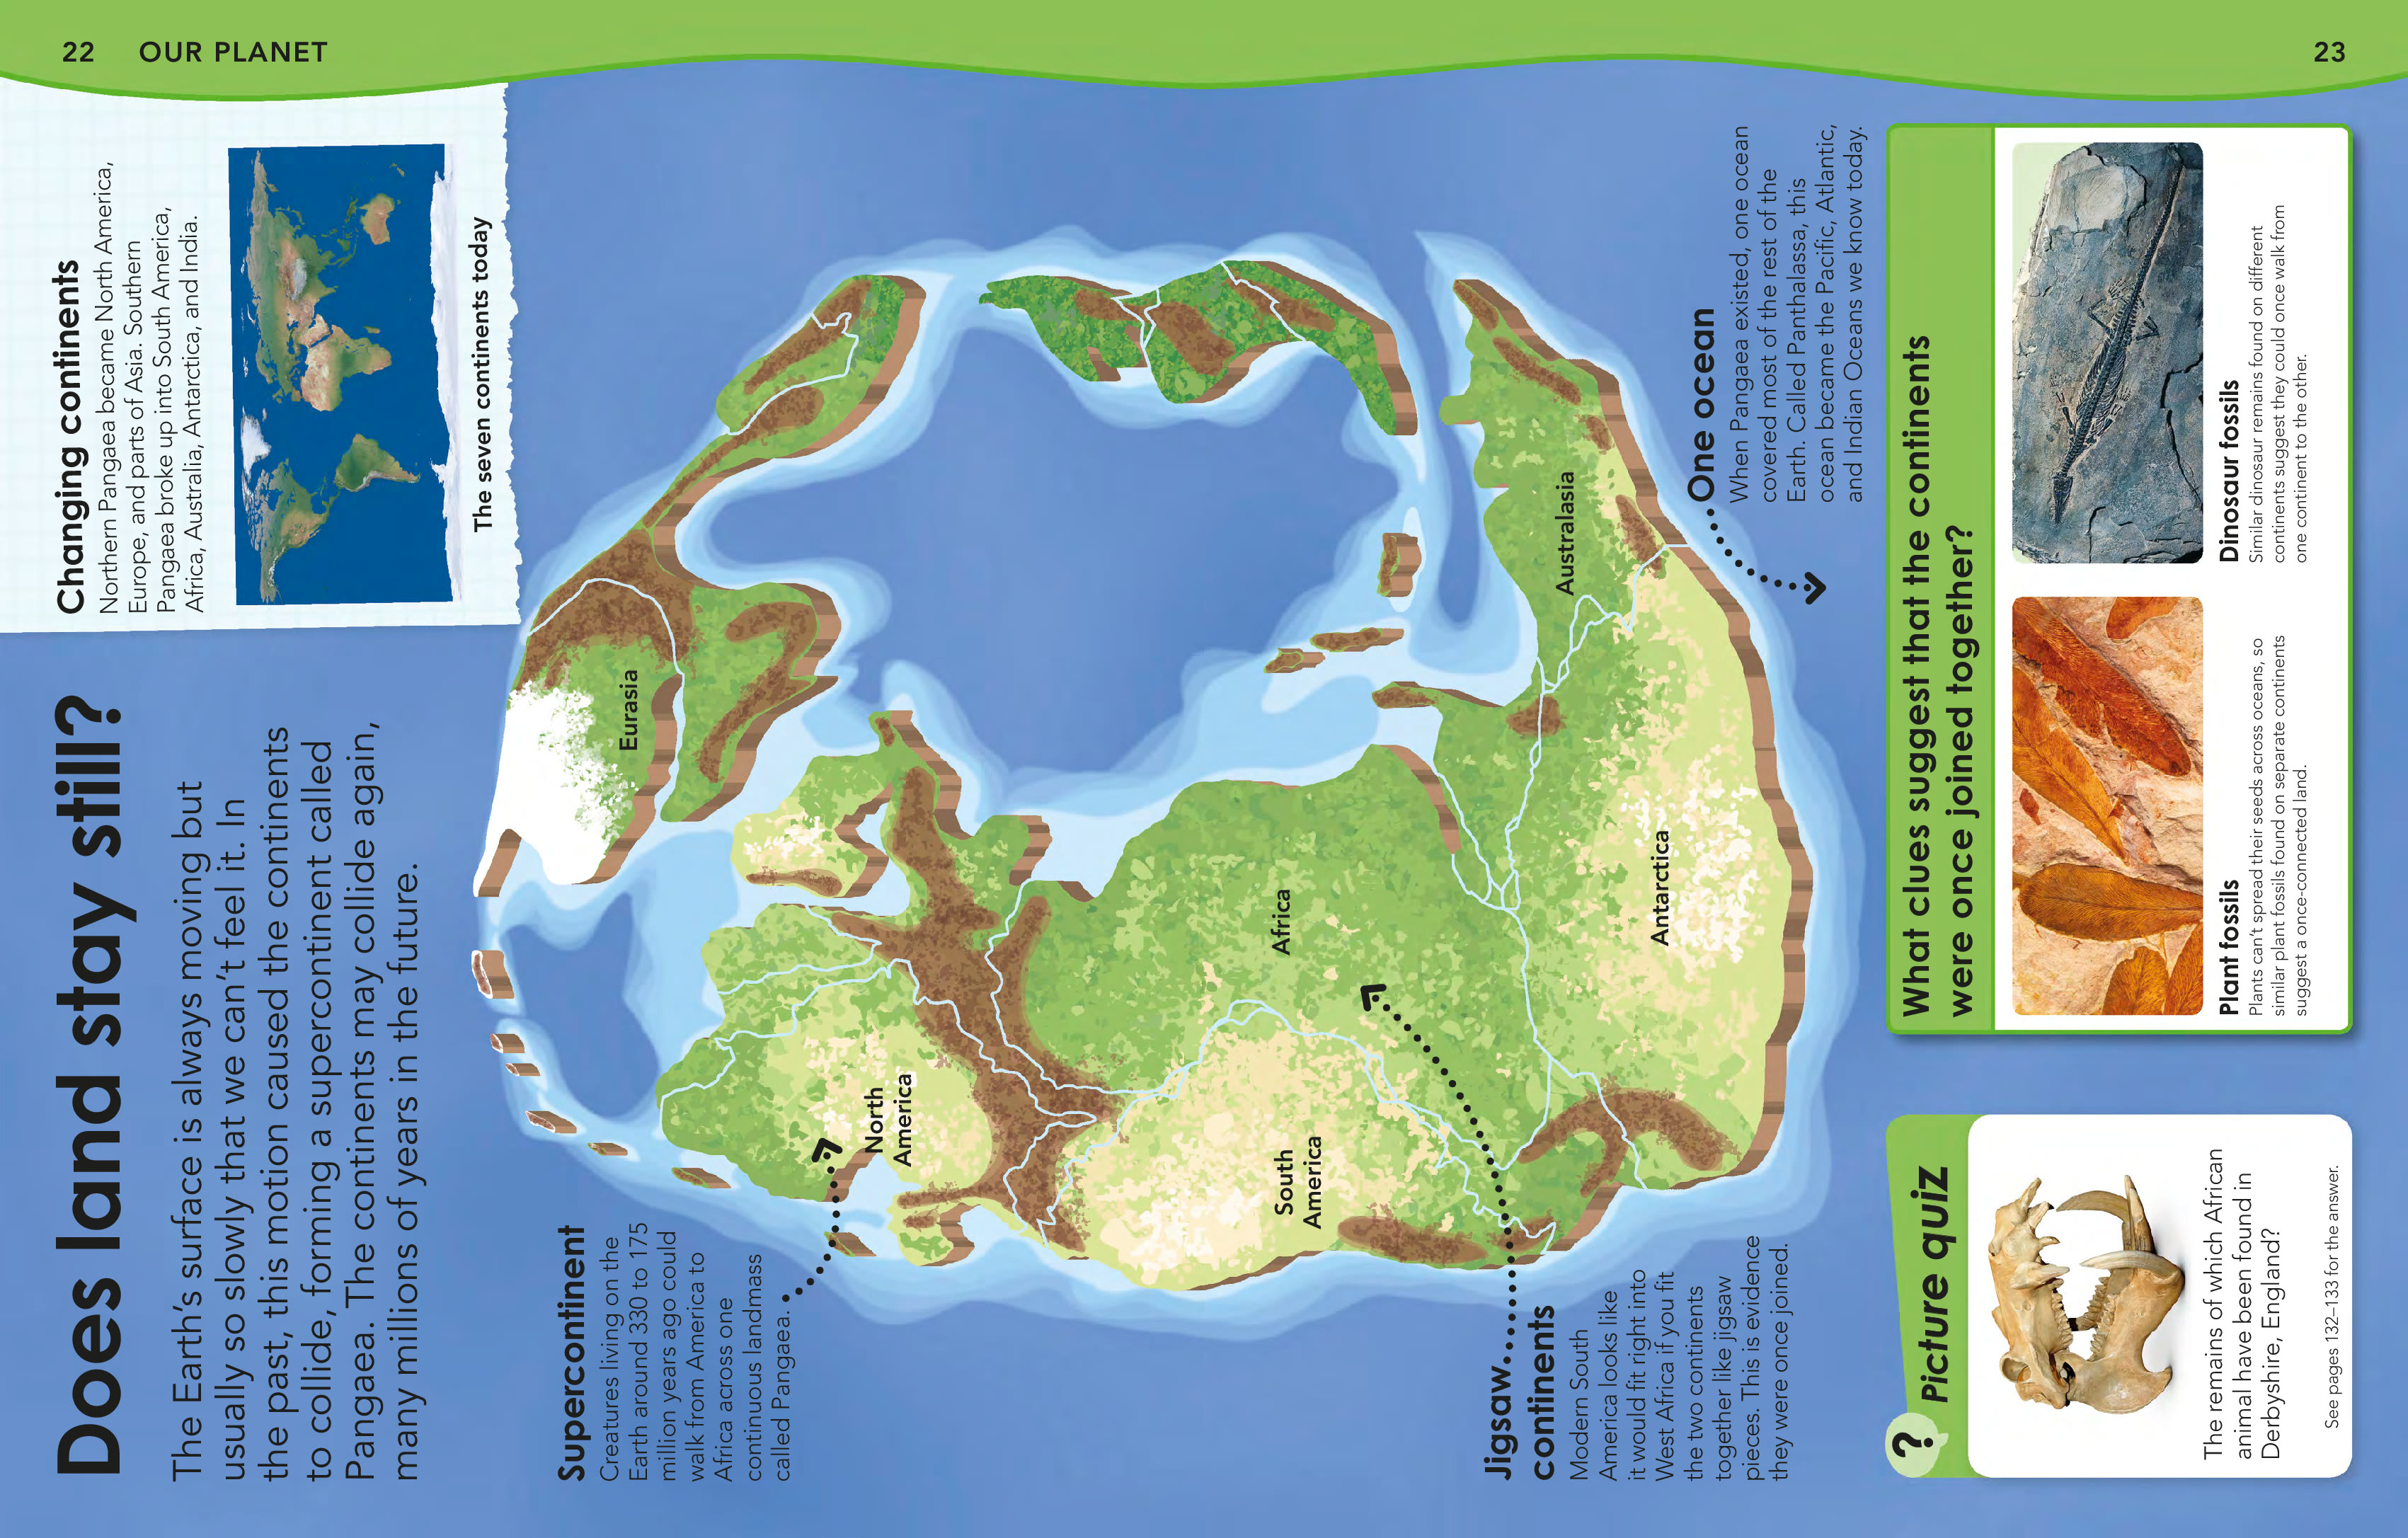 22 OUR PLANET
23
Does land stay still?
The Earth's surface is always moving but
usually so slowly that we can't feel it. In
the past, this motion caused the continents
to collide, forming a supercontinent called
Pangaea. The continents may collide again,
many millions of years in the future.
Changing continents
Northern Pangaea became North America,
Europe, and parts of Asia. Southern
Pangaea broke up into South America,
Africa, Australia, Antarctica, and India.
The seven continents today
Supercontinent
Creatures living on the
Earth around 330 to 175
million years ago could
walk from America to
Africa across one
continuous landmass
called Pangaea.
Eurasia
North
America
Africa
South
America
Australasia
Antarctica
Jigsaw
continents
Modern South
America looks like
it would fit right into
West Africa if you fit
the two continents
together like jigsaw
pieces. This is evidence
they were once joined.
One ocean
When Pangaea existed, one ocean
covered most of the rest of the
Earth. Called Panthalassa, this
ocean became the Pacific, Atlantic,
and Indian Oceans we know today.
? Picture quiz
The remains of which African
animal have been found in
Derbyshire, England?
See pages 132–133 for the answer.
What clues suggest that the continents
were once joined together?
Plant fossils
Plants can't spread their seeds across oceans, so
similar plant fossils found on separate continents
suggest a once-connected land.
Dinosaur fossils
Similar dinosaur remains found on different
continents suggest they could once walk from
one continent to the other.